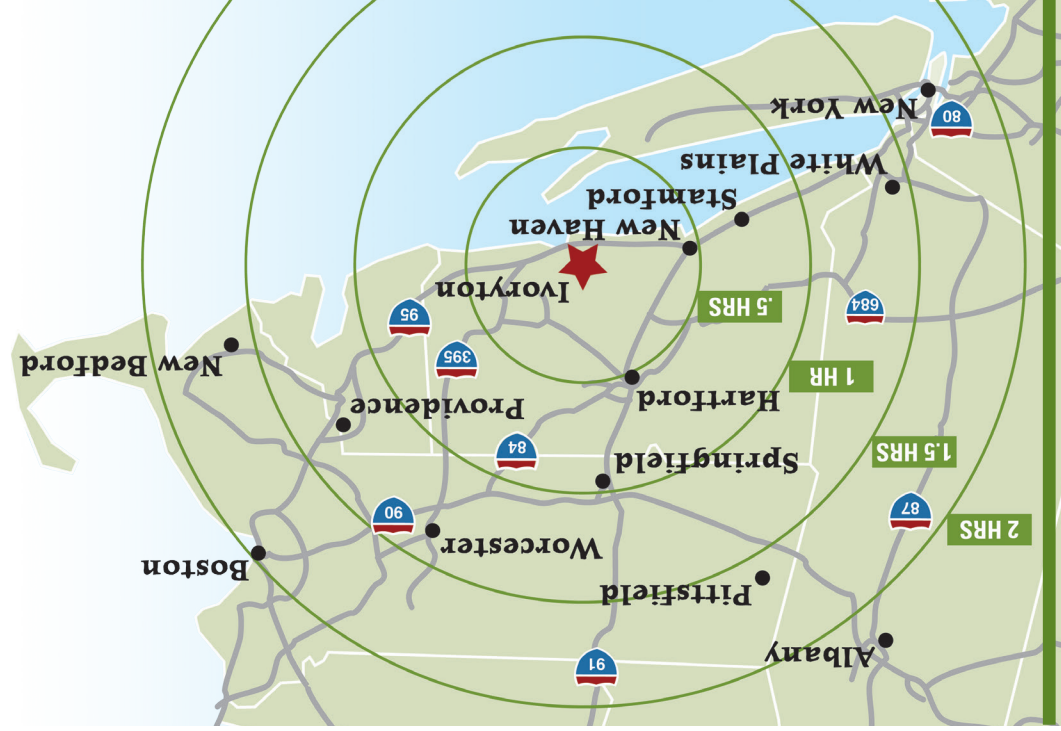 Albany
91
Pittsfield
2 HRS
87
Boston
Worcester
90
1.5 HRS
Springfield
84
Providence
Hartford
1 HR
New Bedford
395
95
.5 HRS
684
Ivoryton
New Haven
Stamford
White Plains
New York
80